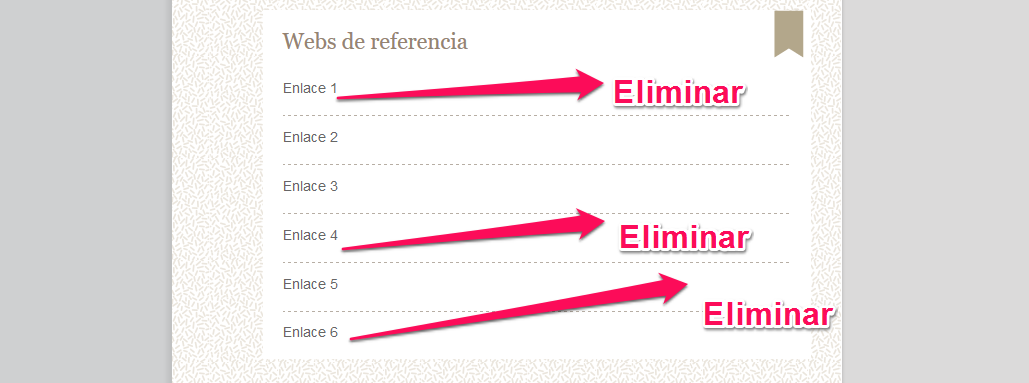 Webs de referencia
Enlace 1
Eliminar
Enlace 2
Enlace 3
Enlace 4
Eliminar
Enlace 5
Enlace 6
Eliminar